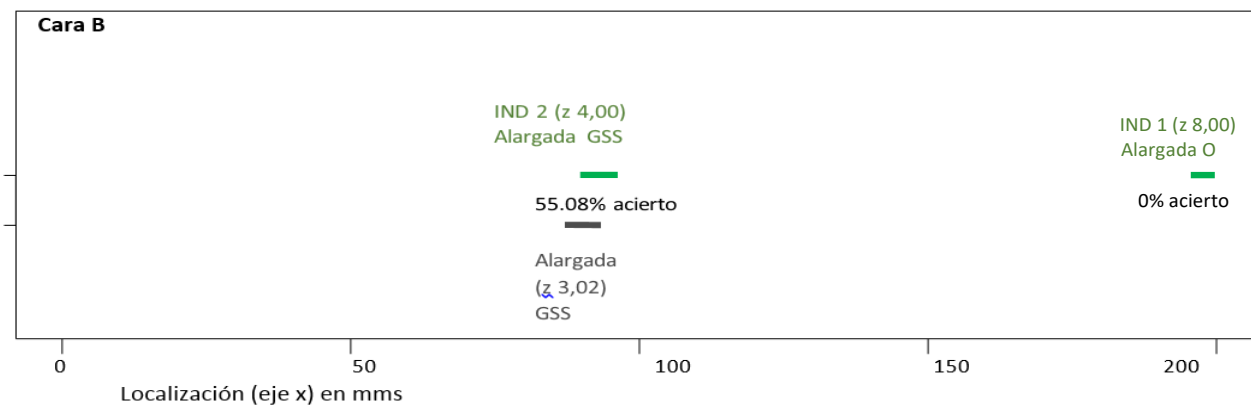 Cara B
IND 2 (z 4,00)
Alargada GSS
IND 1 (z 8,00)
Alargada O
55.08% acierto
0% acierto
Alargada
(z 3,02)
GSS
0 50 100 150 200
Localización (eje x) en mms